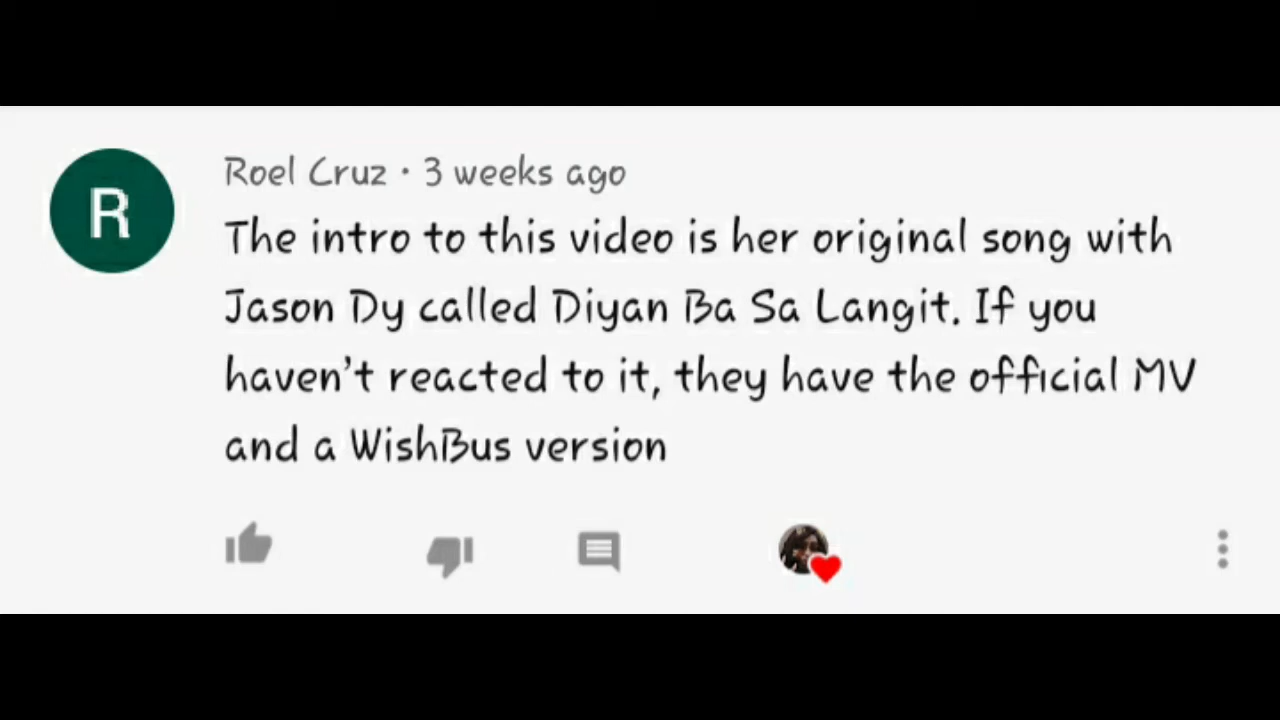 R
Roel Cruz · 3 weeks ago
The intro to this video is her original song with
Jason Dy called Diyan Ba Sa Langit. If you
haven't reacted to it, they have the official MV
and a WishBus version